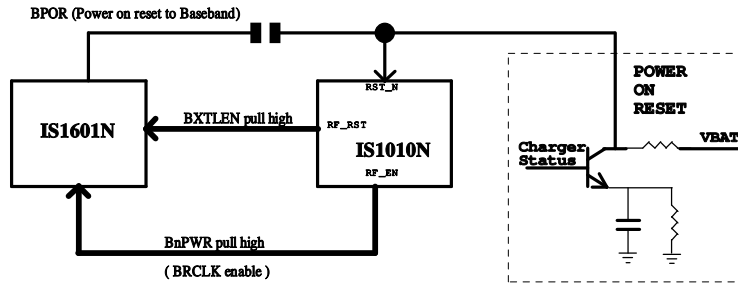 BPOR (Power on reset to Baseband)
POWER
ON
RESET
RST_N
BXTLEN pull high
RF_RST
IS1601N
IS1010N
VBAT
Charger
Status
RF_EN
BnPWR pull high
( BRCLK enable )